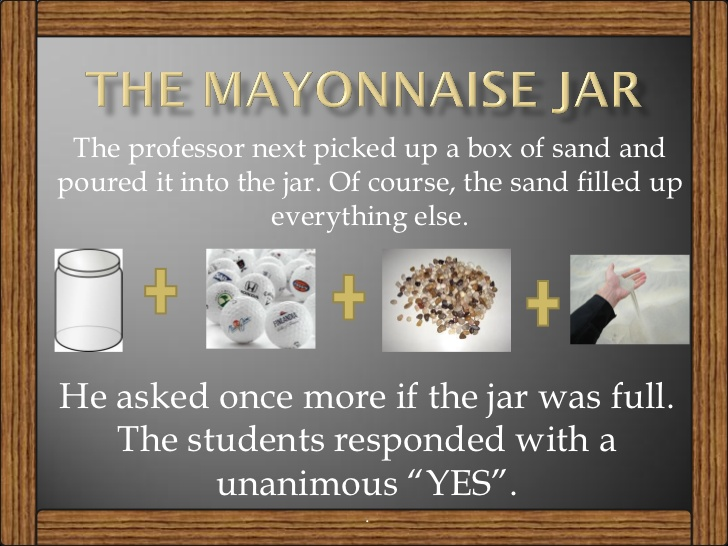 THE MAYONNAISE JAR
The professor next picked up a box of sand and
poured it into the jar. Of course, the sand filled up
everything else.
He asked once more if the jar was full.
The students responded with a
unanimous “YES”.
.